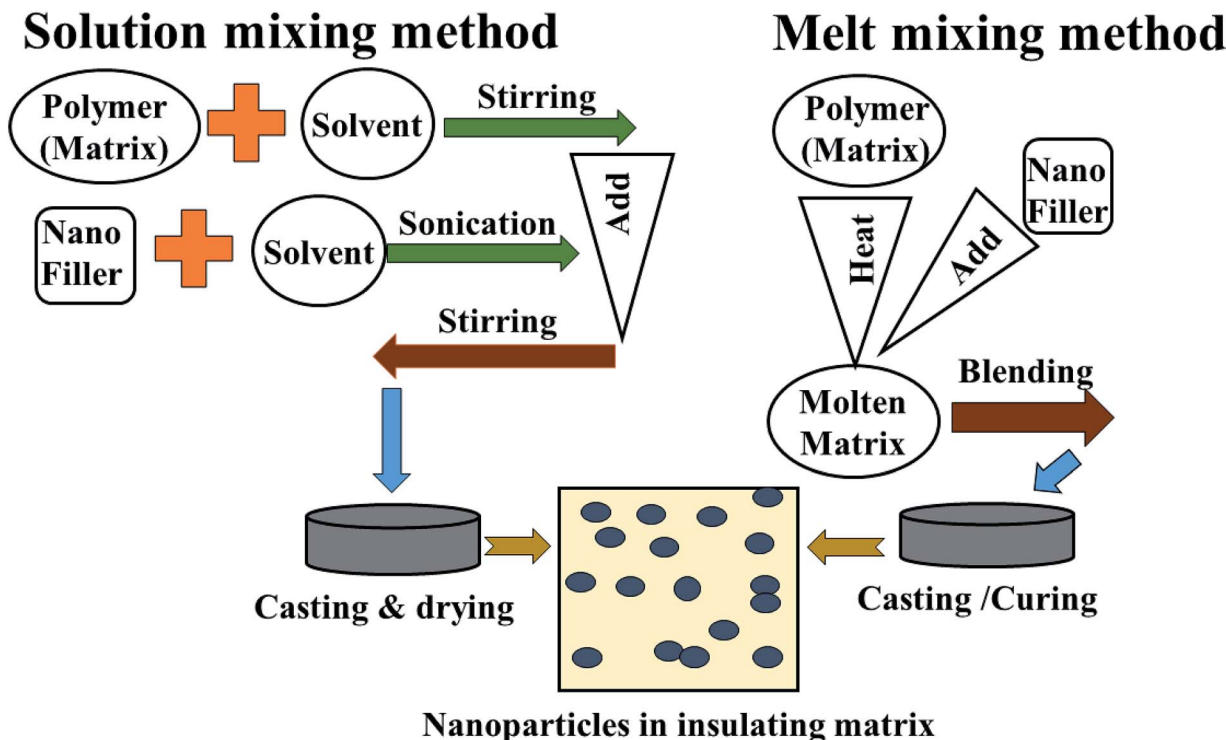 Solution mixing method
Polymer
(Matrix)
Solvent
Stirring
Nano
Filler
Solvent
Sonication
Add
Stirring
Casting & drying
Melt mixing method
Polymer
(Matrix)
Heat
Nano
Filler
Add
Molten
Matrix
Blending
Casting /Curing
Nanoparticles in insulating matrix